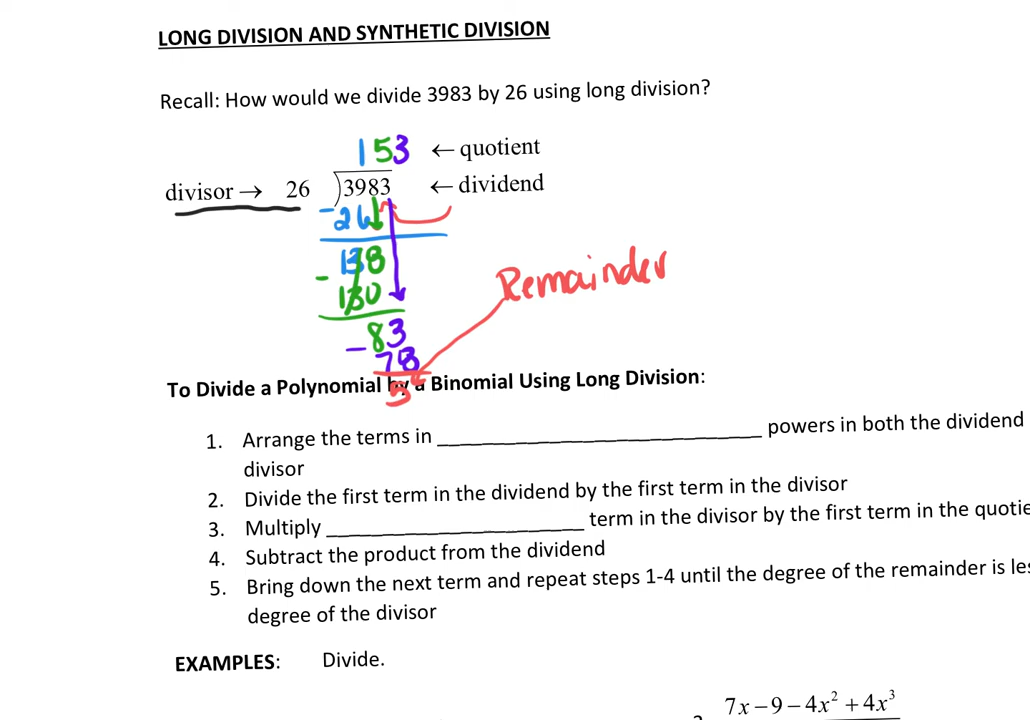 LONG DIVISION AND SYNTHETIC DIVISION
Recall: How would we divide 3983 by 26 using long division?
153 ← quotient
divisor → 26 3983 ← dividend
-26
138
- 130
Remainder
83
- 78
5
To Divide a Polynomial by a Binomial Using Long Division:
1. Arrange the terms in ______________________________ powers in both the dividend
divisor
2. Divide the first term in the dividend by the first term in the divisor
3. Multiply ________________________ term in the divisor by the first term in the quotie
4. Subtract the product from the dividend
5. Bring down the next term and repeat steps 1-4 until the degree of the remainder is les
degree of the divisor
EXAMPLES: Divide.
7x – 9 – 4x² + 4x³